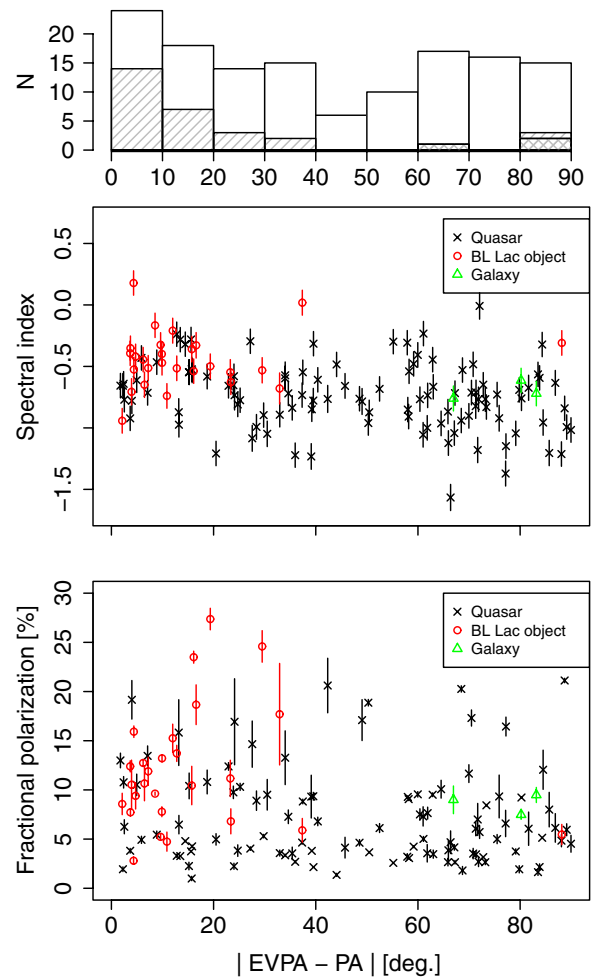 N
20
15
10
5
0
0 10 20 30 40 50 60 70 80 90
Spectral index
0.5
0.0
−0.5
−1.5
Quasar
BL Lac object
Galaxy
Fractional polarization [%]
30
25
20
15
10
5
0
Quasar
BL Lac object
Galaxy
0 20 40 60 80
| EVPA − PA | [deg.]